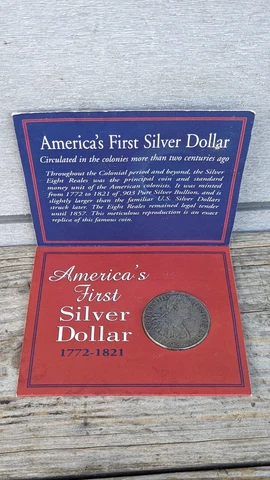 America's First Silver Dollar
Circulated in the colonies more than two centuries ago
Throughout the Colonial period and beyond, the Silver
Eight Reales was the principal coin and standard
money unit of the American colonists. It was minted
from 1772 to 1821 of .903 Pure Silver Bullion, and is
slightly larger than the familiar U.S. Silver Dollars
struck later. The Eight Reales remained legal tender
until 1857. This meticulous reproduction is an exact
replica of this famous coin.
America's
First
Silver
Dollar
1772-1821